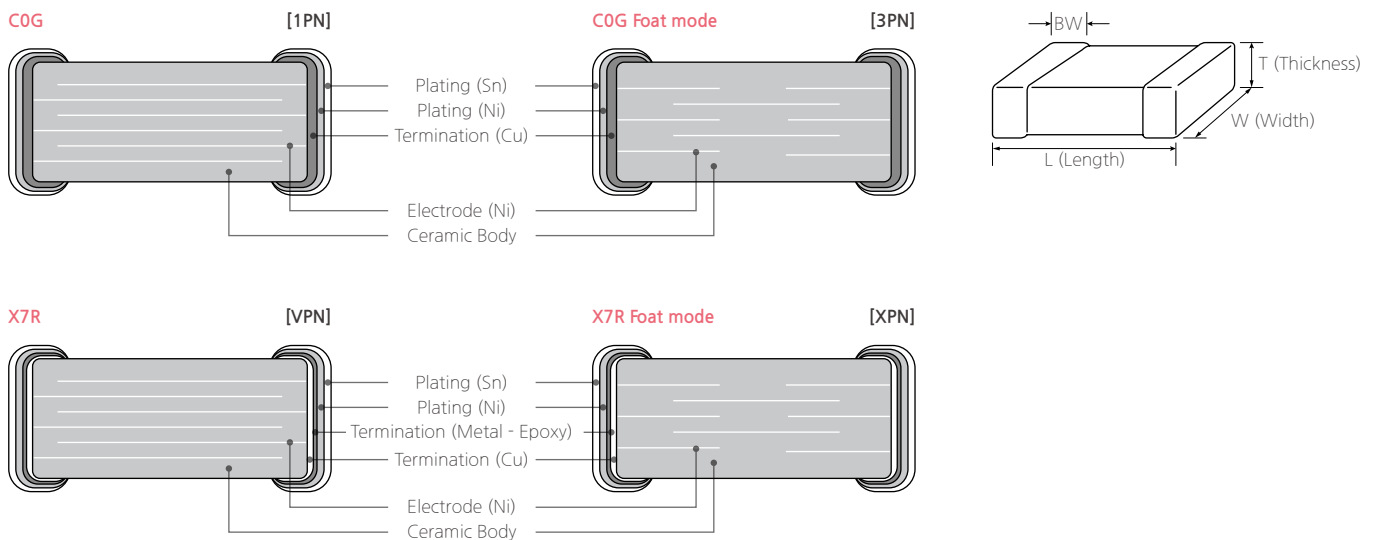 C0G [1PN] C0G Foat mode [3PN]
BW
T (Thickness)
W (Width)
L (Length)
Plating (Sn)
Plating (Ni)
Termination (Cu)
Electrode (Ni)
Ceramic Body
X7R [VPN] X7R Foat mode [XPN]
Plating (Sn)
Plating (Ni)
Termination (Metal - Epoxy)
Termination (Cu)
Electrode (Ni)
Ceramic Body